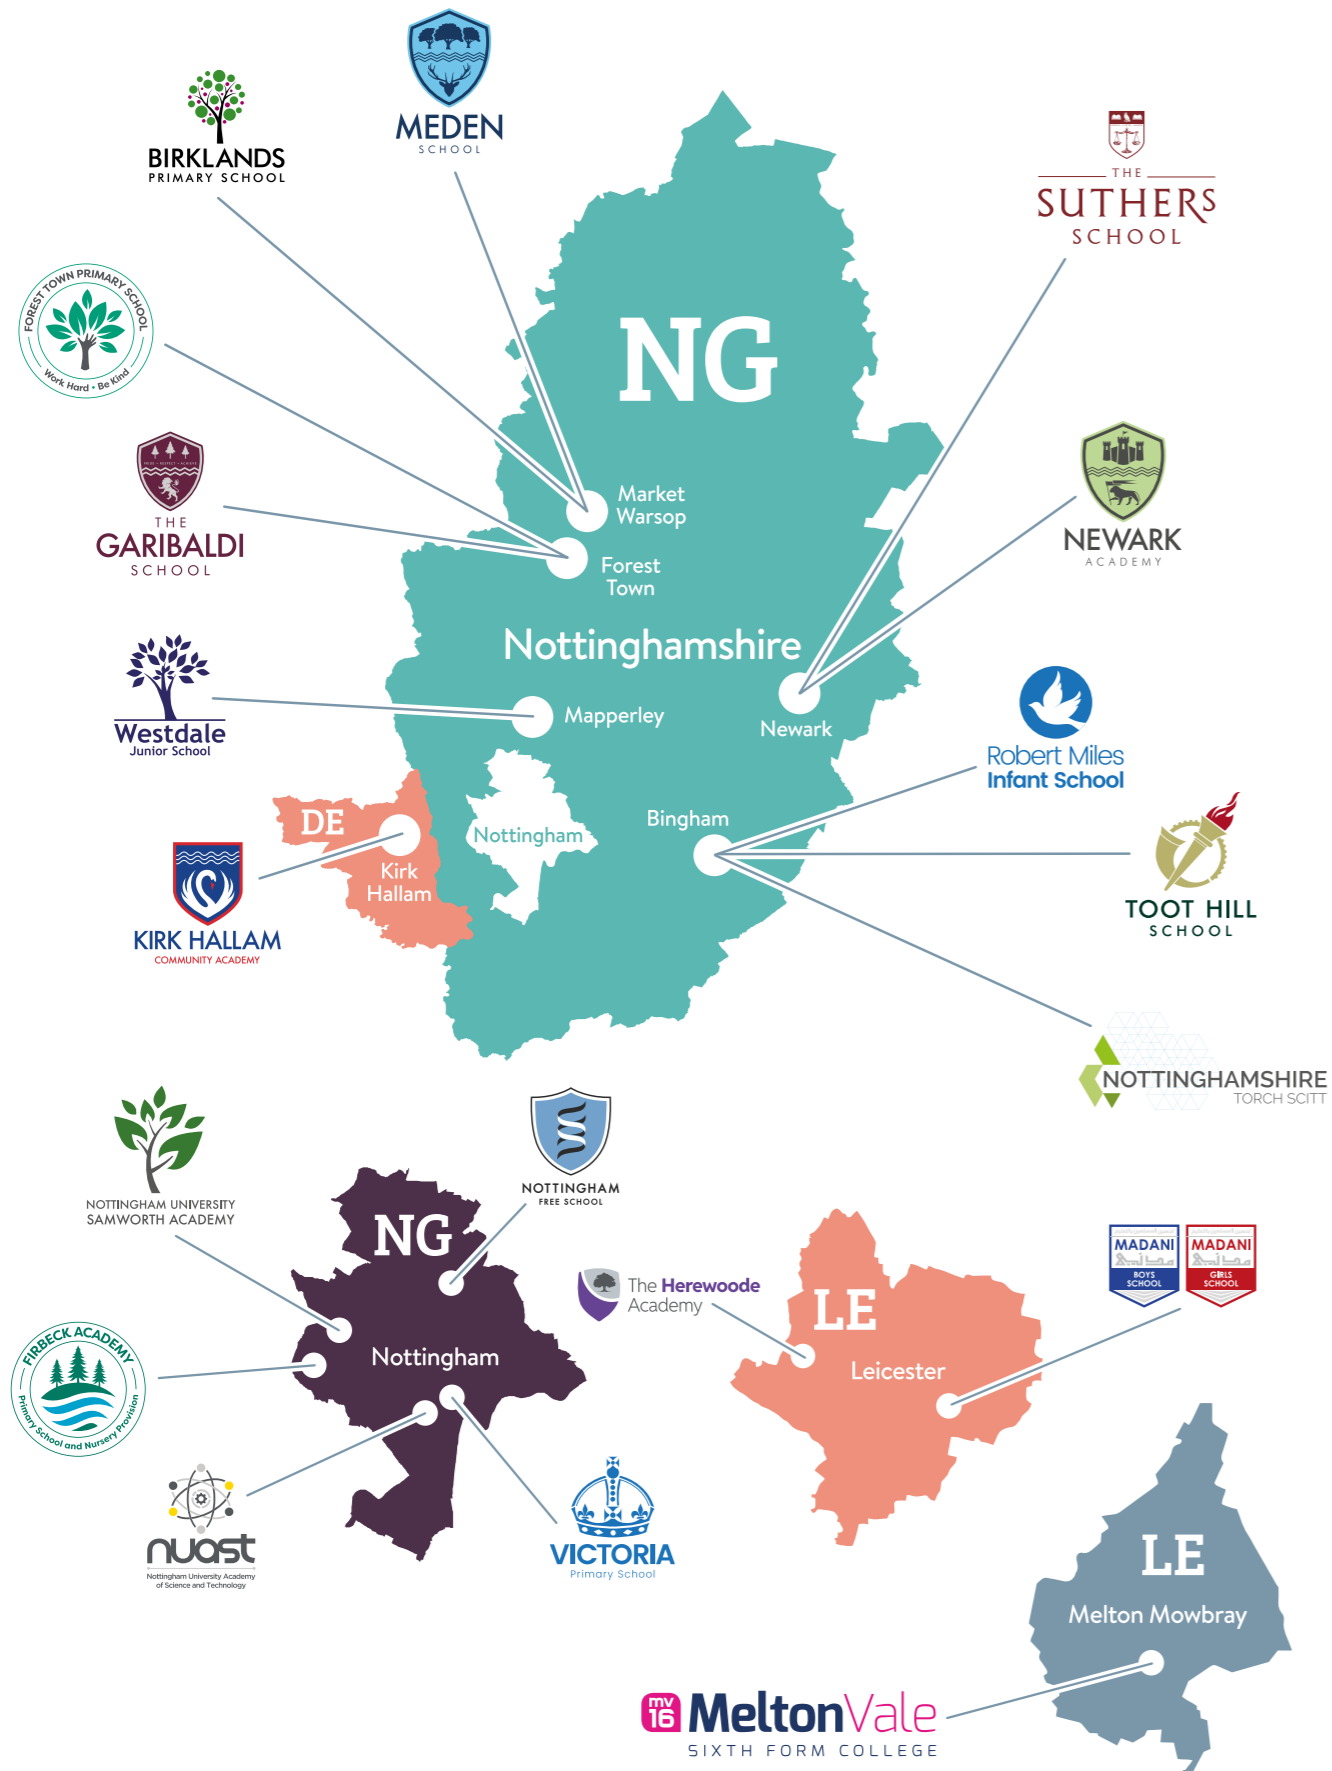 MEDEN
SCHOOL
BIRKLANDS
PRIMARY SCHOOL
THE
SUTHERS
SCHOOL
FOREST TOWN PRIMARY SCHOOL
Work Hard • Be Kind
NG
THE
GARIBALDI
SCHOOL
Market
Warsop
NEWARK
ACADEMY
Forest
Town
Nottinghamshire
Westdale
Junior School
Mapperley
Newark
Robert Miles
Infant School
DE
Kirk
Hallam
Nottingham
Bingham
KIRK HALLAM
COMMUNITY ACADEMY
TOOT HILL
SCHOOL
NOTTINGHAMSHIRE
TORCH SCITT
NOTTINGHAM UNIVERSITY
SAMWORTH ACADEMY
NOTTINGHAM
FREE SCHOOL
NG
Nottingham
The Herewoode
Academy
LE
Leicester
MADANI
BOYS
SCHOOL
MADANI
GIRLS
SCHOOL
FIRBECK ACADEMY
Primary School and Nursery Provision
nuast
Nottingham University Academy
of Science and Technology
VICTORIA
Primary School
LE
Melton Mowbray
mv
16
MeltonVale
SIXTH FORM COLLEGE